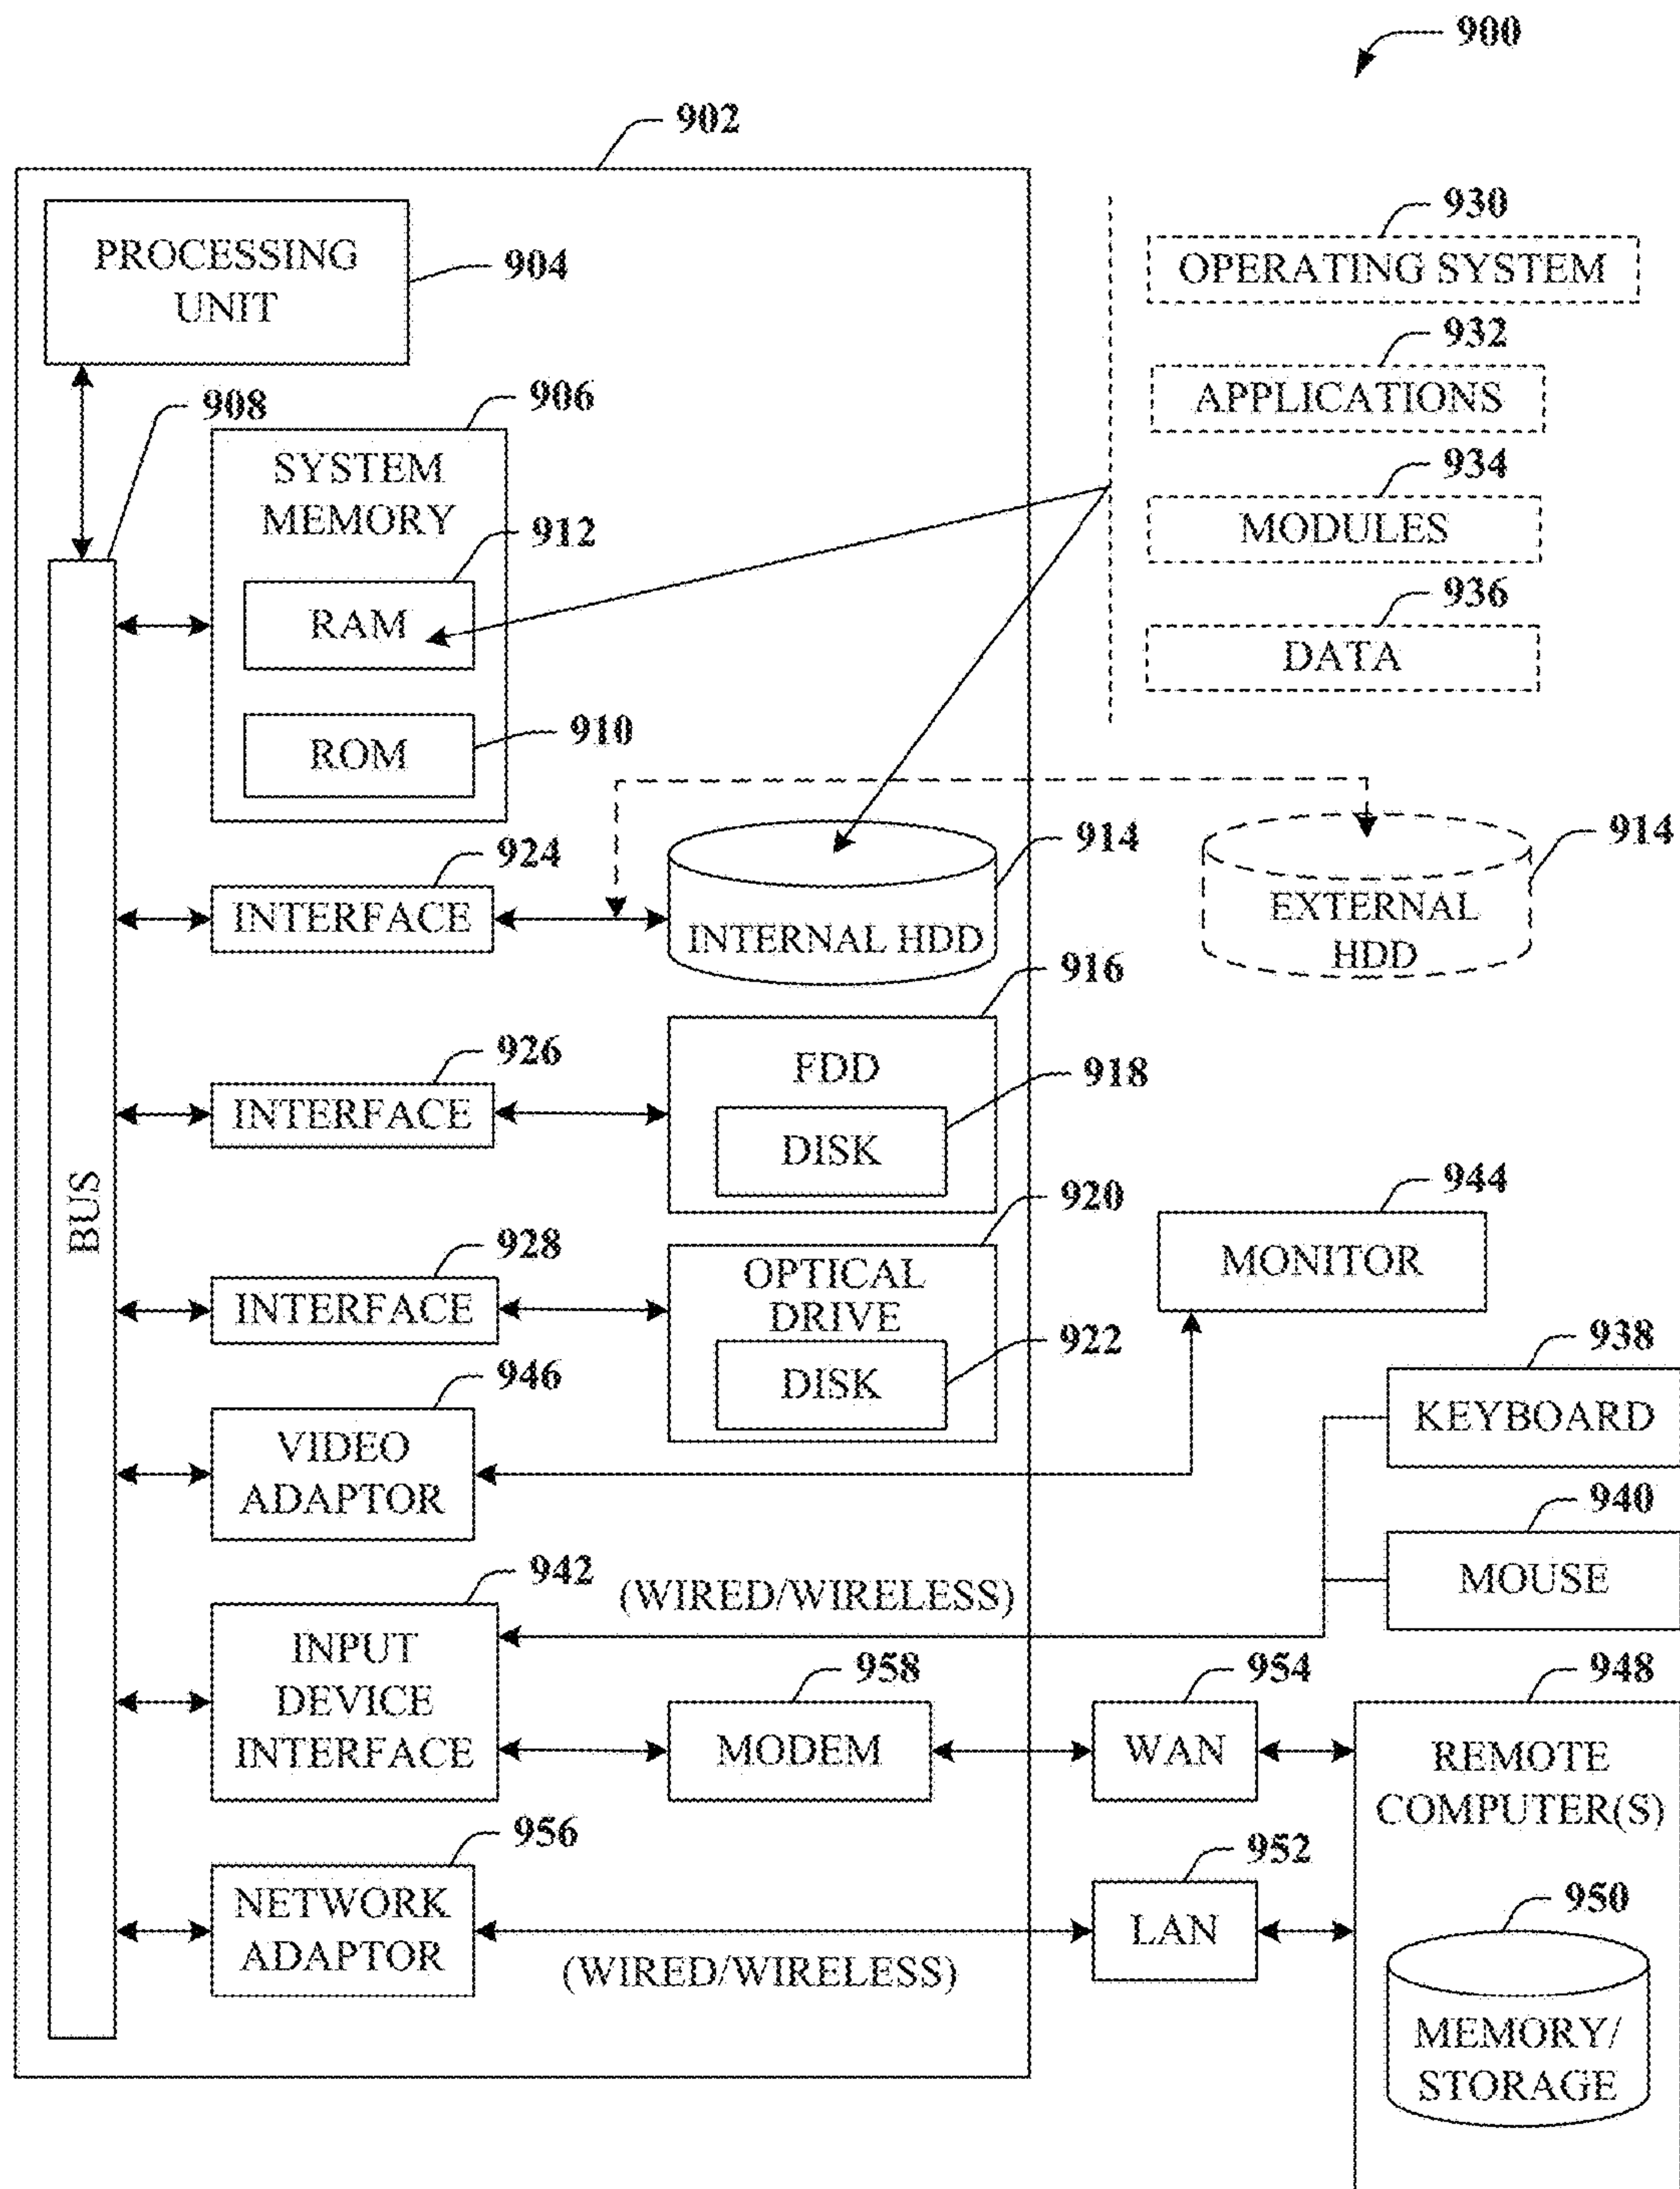 900
902
PROCESSING
UNIT
904
930
OPERATING SYSTEM
932
APPLICATIONS
934
MODULES
936
DATA
908
906
SYSTEM
MEMORY
912
RAM
910
ROM
BUS
924
INTERFACE
914
INTERNAL HDD
914
EXTERNAL
HDD
926
INTERFACE
916
FDD
918
DISK
928
INTERFACE
920
OPTICAL
DRIVE
922
DISK
944
MONITOR
946
VIDEO
ADAPTOR
938
KEYBOARD
940
MOUSE
942
INPUT
DEVICE
INTERFACE
(WIRED/WIRELESS)
958
MODEM
954
WAN
948
REMOTE
COMPUTER(S)
956
NETWORK
ADAPTOR
(WIRED/WIRELESS)
952
LAN
950
MEMORY/
STORAGE